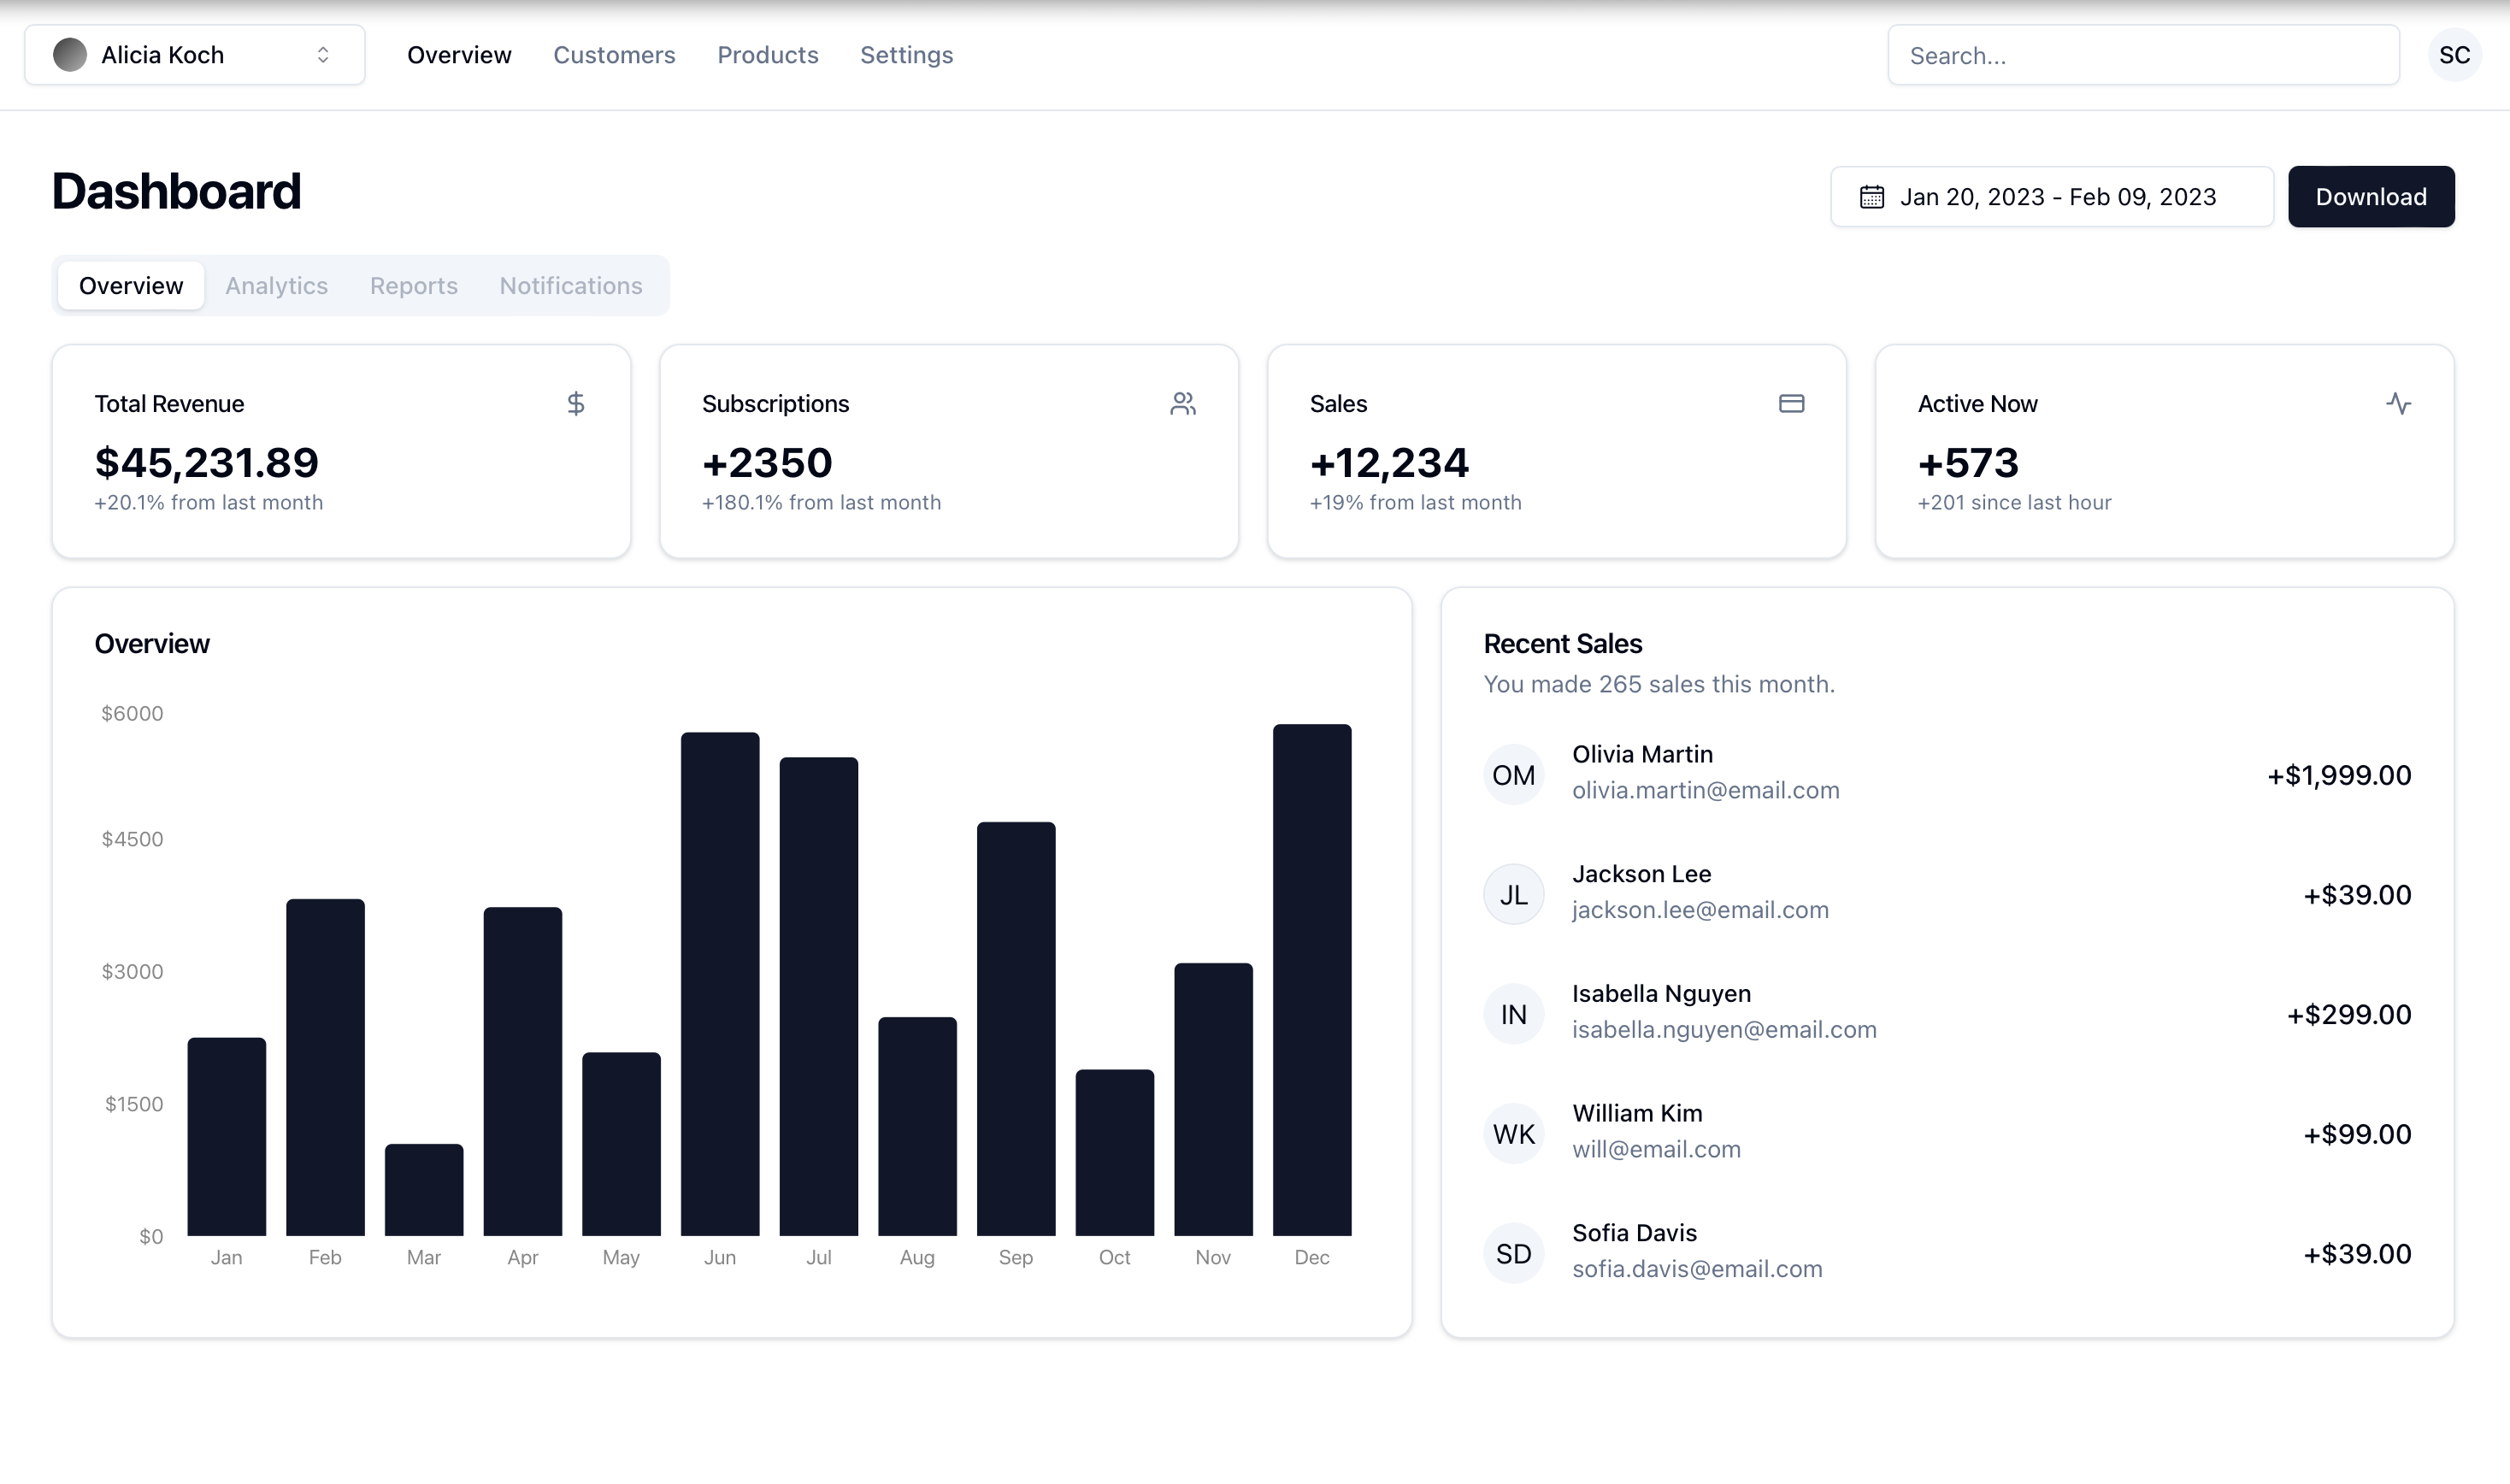 Alicia Koch Overview Customers Products Settings Search... SC
Dashboard
Jan 20, 2023 - Feb 09, 2023 Download
Overview Analytics Reports Notifications
Total Revenue
$45,231.89
+20.1% from last month
Subscriptions
+2350
+180.1% from last month
Sales
+12,234
+19% from last month
Active Now
+573
+201 since last hour
Overview
$6000
$4500
$3000
$1500
$0
Jan Feb Mar Apr May Jun Jul Aug Sep Oct Nov Dec
Recent Sales
You made 265 sales this month.
OM
Olivia Martin
olivia.martin@email.com
+$1,999.00
JL
Jackson Lee
jackson.lee@email.com
+$39.00
IN
Isabella Nguyen
isabella.nguyen@email.com
+$299.00
WK
William Kim
will@email.com
+$99.00
SD
Sofia Davis
sofia.davis@email.com
+$39.00